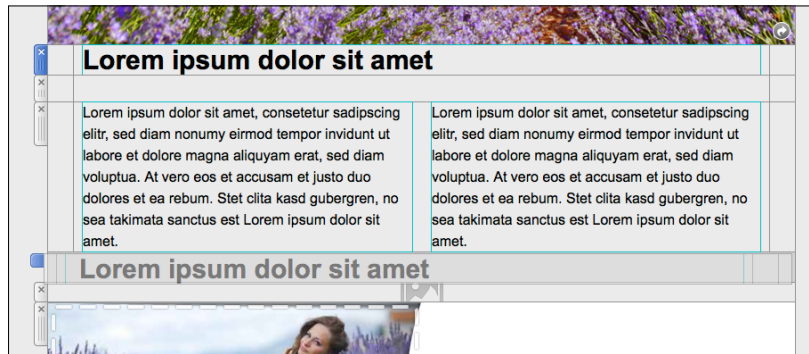 Lorem ipsum dolor sit amet
Lorem ipsum dolor sit amet, consetetur sadipscing
elitr, sed diam nonumy eirmod tempor invidunt ut
labore et dolore magna aliquyam erat, sed diam
voluptua. At vero eos et accusam et justo duo
dolores et ea rebum. Stet clita kasd gubergren, no
sea takimata sanctus est Lorem ipsum dolor sit
amet.
Lorem ipsum dolor sit amet, consetetur sadipscing
elitr, sed diam nonumy eirmod tempor invidunt ut
labore et dolore magna aliquyam erat, sed diam
voluptua. At vero eos et accusam et justo duo
dolores et ea rebum. Stet clita kasd gubergren, no
sea takimata sanctus est Lorem ipsum dolor sit
amet.
Lorem ipsum dolor sit amet